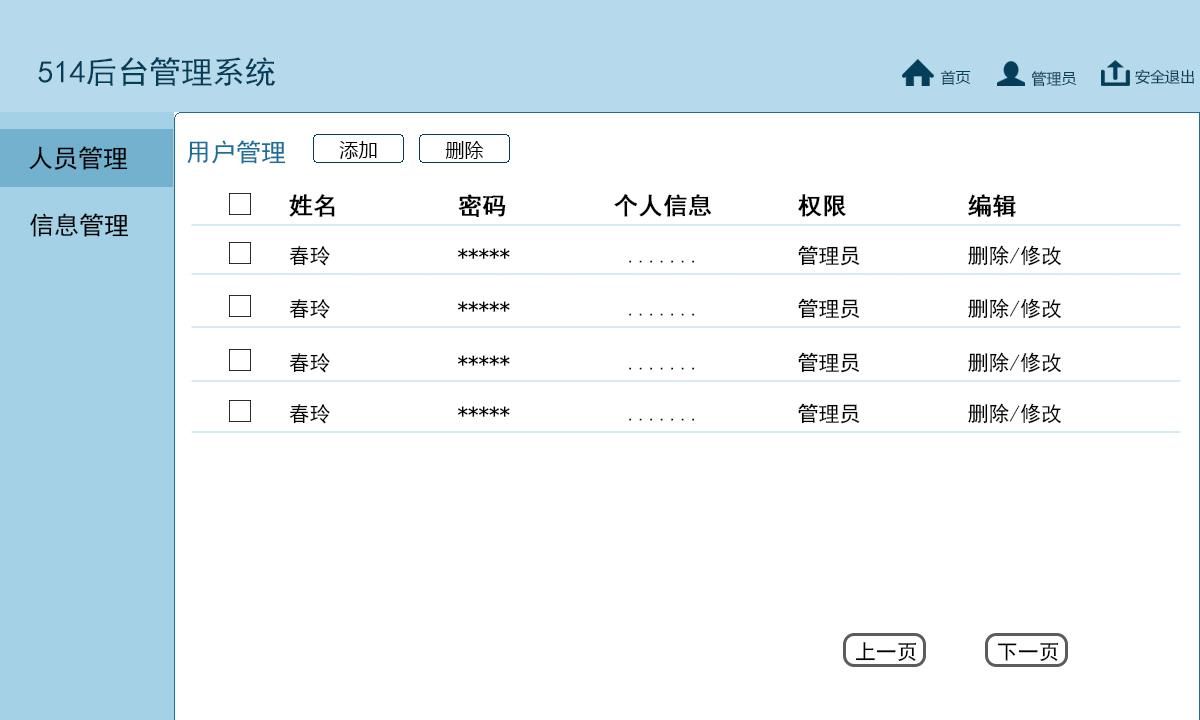 514后台管理系统
首页 管理员 安全退出
人员管理
信息管理
用户管理 添加 删除
姓名 密码 个人信息 权限 编辑
春玲 ***** ....... 管理员 删除/修改
春玲 ***** ....... 管理员 删除/修改
春玲 ***** ....... 管理员 删除/修改
春玲 ***** ....... 管理员 删除/修改
上一页 下一页